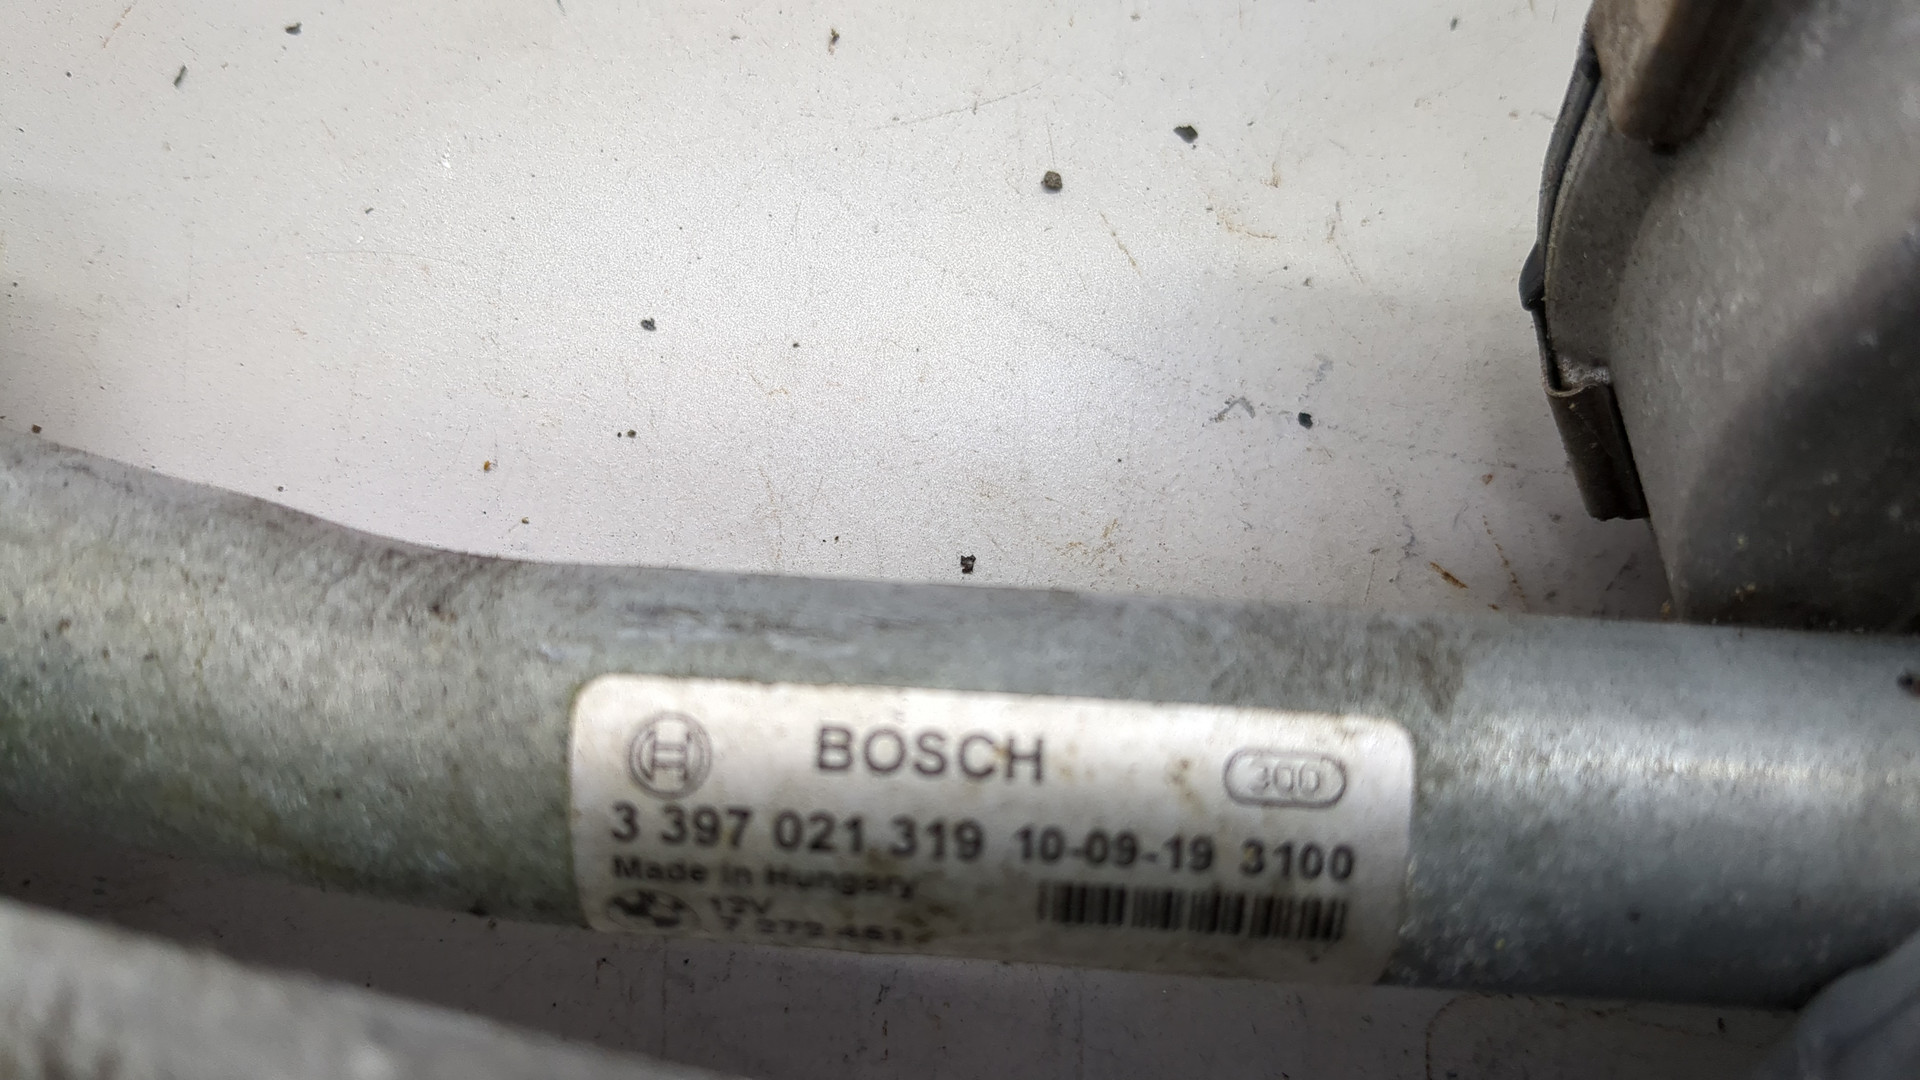 BOSCH
300
3 397 021 319 10-09-19 3100
Made in Hungary
12V